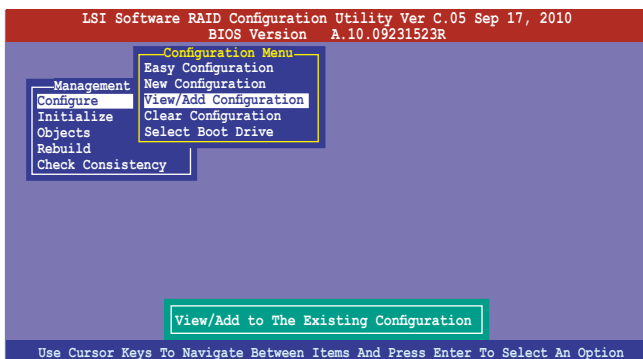 LSI Software RAID Configuration Utility Ver C.05 Sep 17, 2010
BIOS Version A.10.09231523R
Configuration Menu
Easy Configuration
New Configuration
View/Add Configuration
Clear Configuration
Select Boot Drive
Management
Configure
Initialize
Objects
Rebuild
Check Consistency
View/Add to The Existing Configuration
Use Cursor Keys To Navigate Between Items And Press Enter To Select An Option